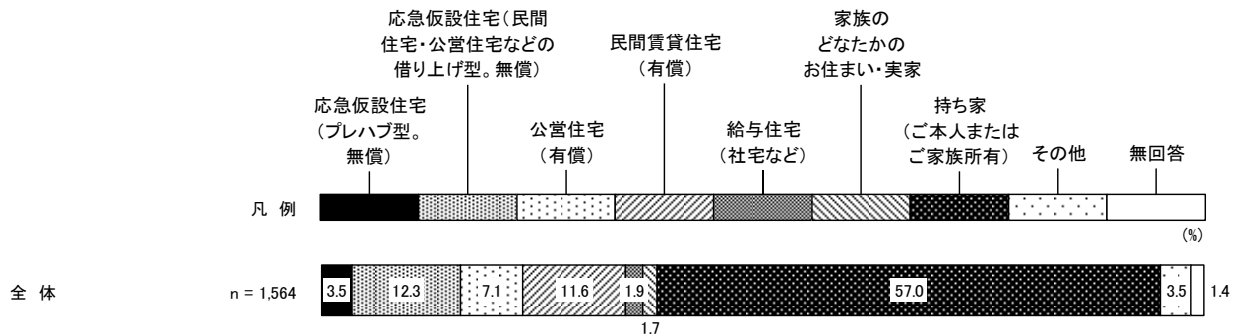 応急仮設住宅(民間
住宅・公営住宅などの
借り上げ型。無償)
民間賃貸住宅
(有償)
家族の
どなたかの
お住まい・実家
応急仮設住宅
(プレハブ型。
無償)
公営住宅
(有償)
給与住宅
(社宅など)
持ち家
(ご本人または
ご家族所有)
その他
無回答
凡 例
(%)
全 体
n = 1,564
3.5
12.3
7.1
11.6
1.9
1.7
57.0
3.5
1.4